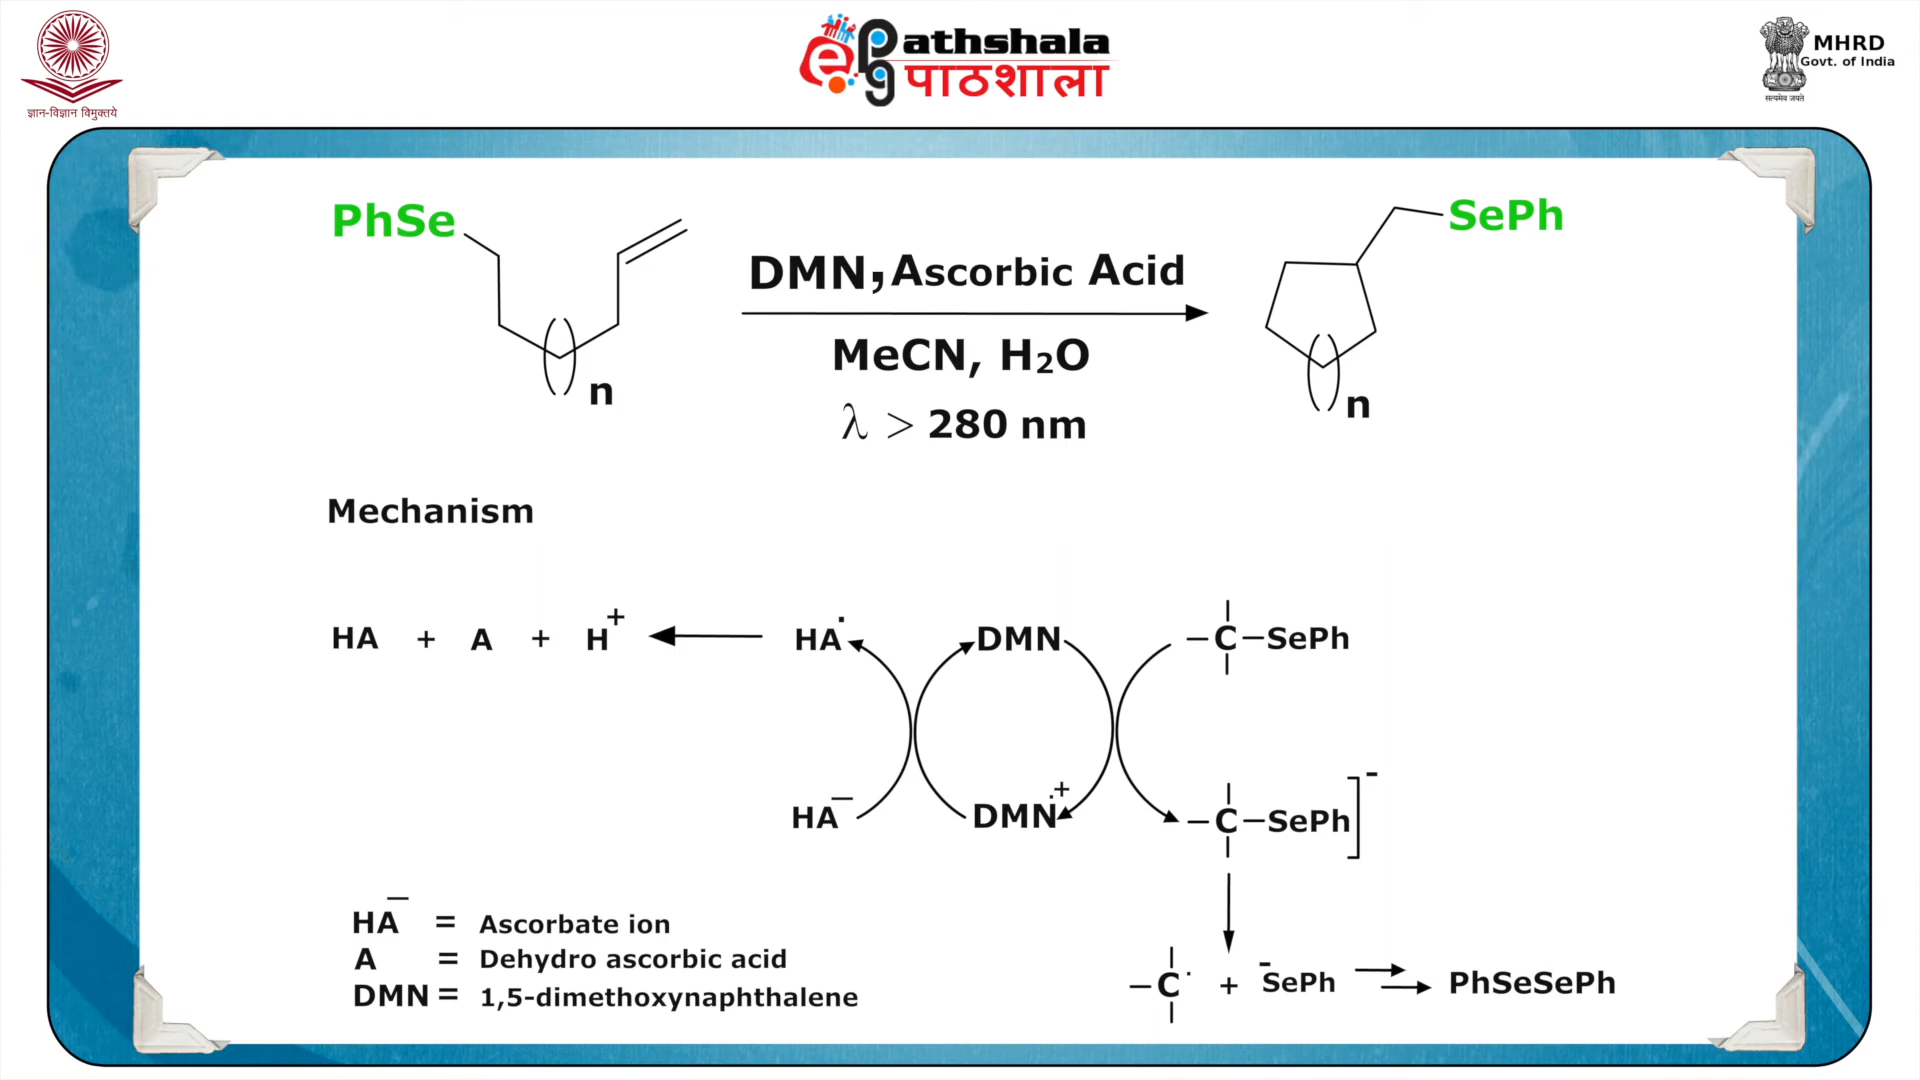 ज्ञान-विज्ञान विमुक्तये
e PG Pathshala
पाठशाला
MHRD
Govt. of India
सत्यमेव जयते
PhSe
n
DMN, Ascorbic Acid
MeCN, H₂O
λ > 280 nm
SePh
n
Mechanism
HA + A + H⁺
HA˙
DMN
–C–SePh
HA⁻
DMN˙⁺
–C–SePh]⁻
HA⁻ = Ascorbate ion
A = Dehydro ascorbic acid
DMN = 1,5-dimethoxynaphthalene
–C˙ + ⁻SePh
PhSeSePh